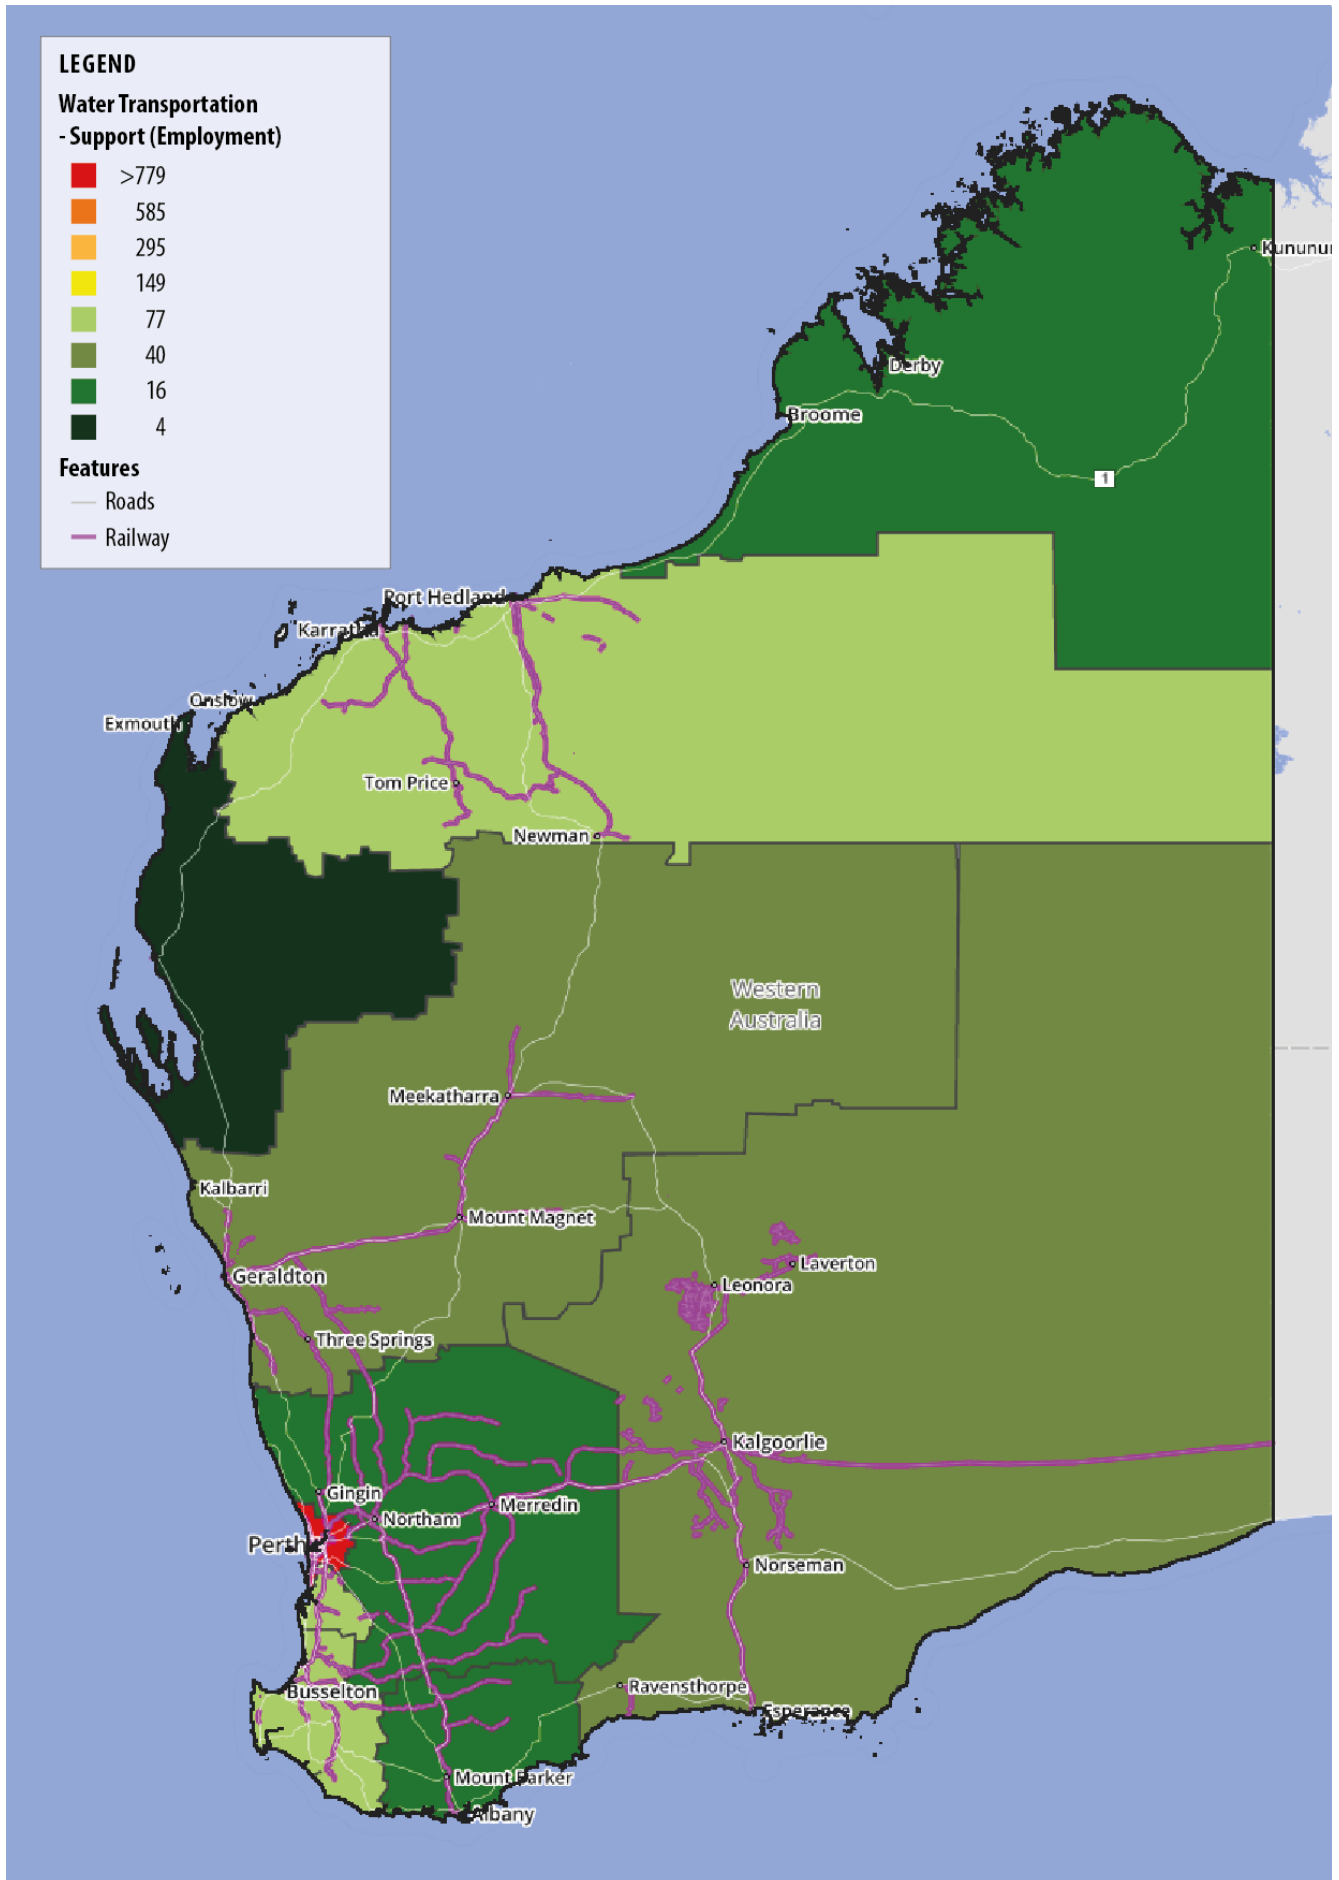 LEGEND
Water Transportation
- Support (Employment)
>779
585
295
149
77
40
16
4
Features
Roads
Railway
Kununur
Derby
Broome
1
Port Hedland
Karratha
Onslow
Exmouth
Tom Price
Newman
Western
Australia
Meekatharra
Kalbarri
Mount Magnet
Laverton
Geraldton
Leonora
Three Springs
Kalgoorlie
Gingin
Merredin
Northam
Perth
Norseman
Ravensthorpe
Busselton
Esperance
Mount Barker
Albany